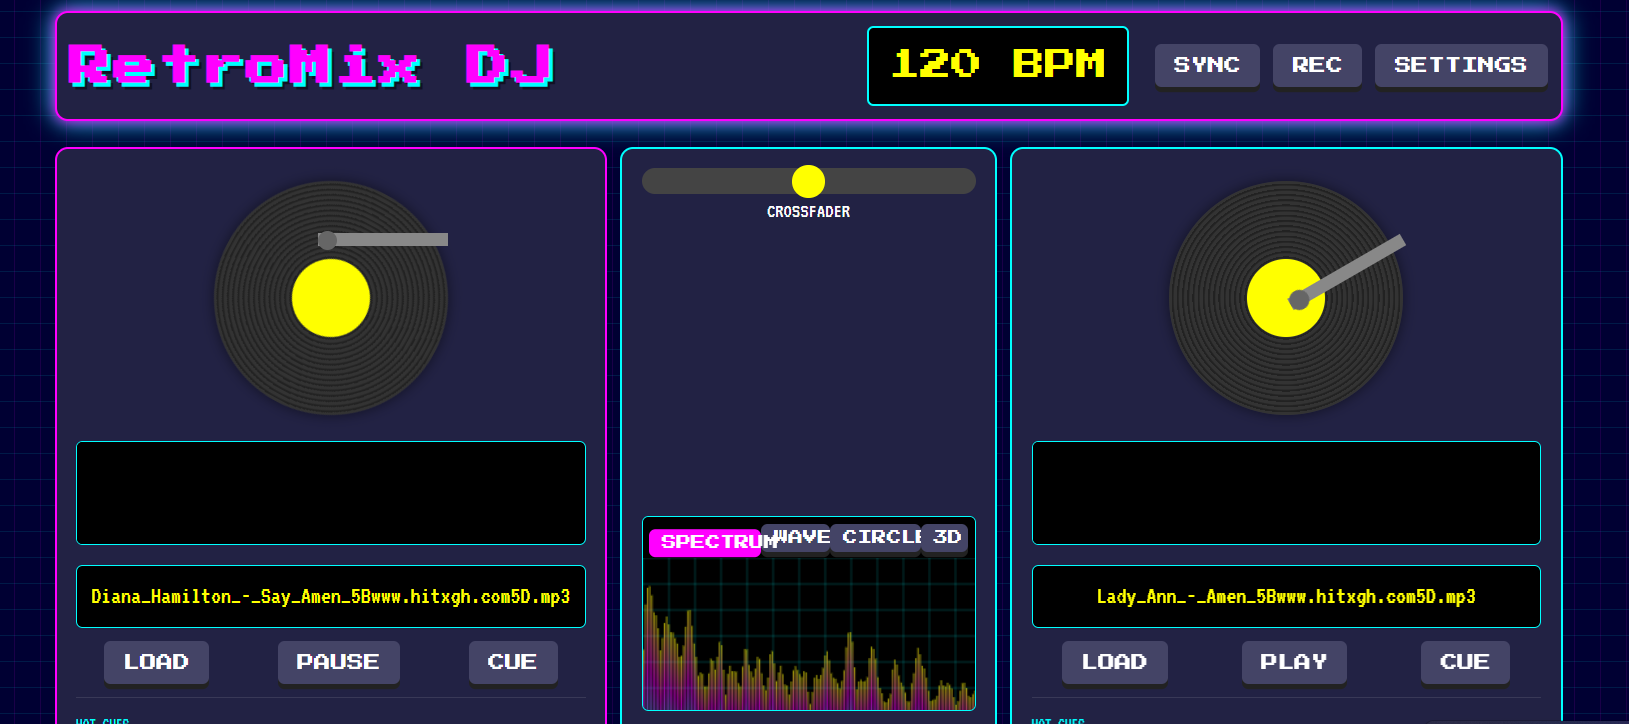 RetroMix DJ
120 BPM
SYNC
REC
SETTINGS
CROSSFADER
SPECTRUM
WAVE
CIRCLE
3D
Diana_Hamilton_-_Say_Amen_5Bwww.hitxgh.com5D.mp3
LOAD
PAUSE
CUE
Lady_Ann_-_Amen_5Bwww.hitxgh.com5D.mp3
LOAD
PLAY
CUE
HOT CUES
HOT CUES